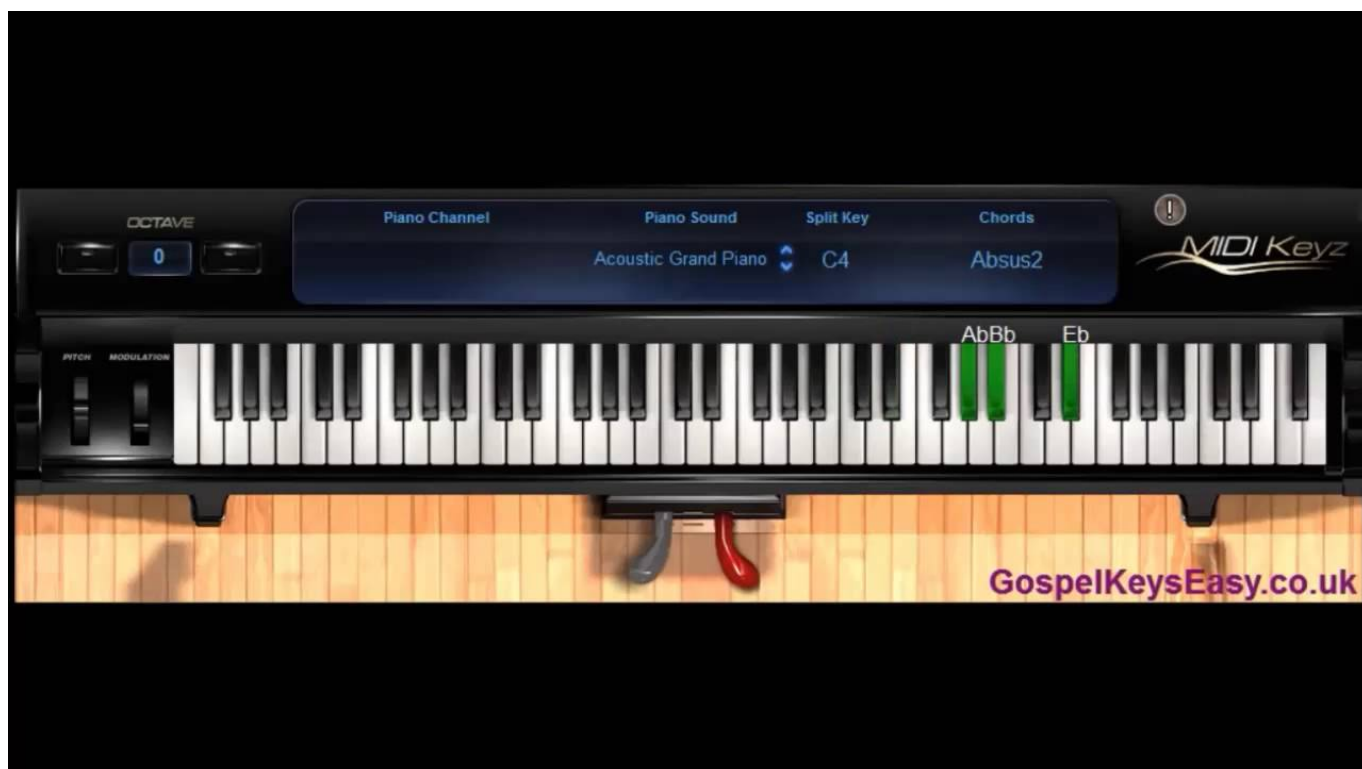 OCTAVE
0
Piano Channel
Piano Sound
Split Key
Chords
Acoustic Grand Piano
C4
Absus2
!
MIDI Keyz
PITCH
MODULATION
AbBb
Eb
GospelKeysEasy.co.uk